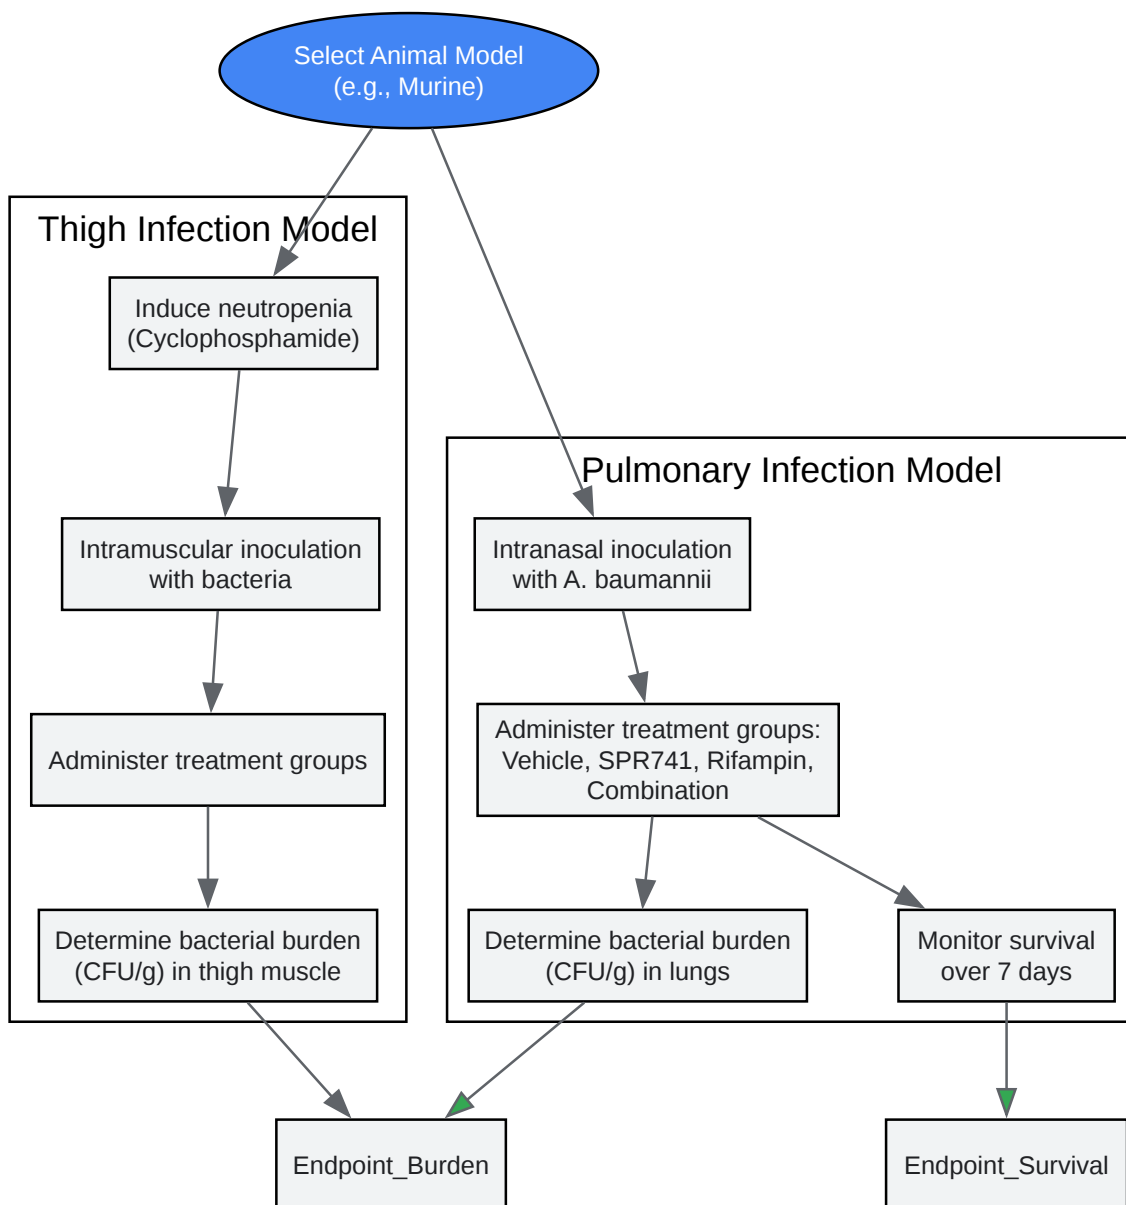 Select Animal Model
(e.g., Murine)
Thigh Infection Model
Induce neutropenia
(Cyclophosphamide)
Intramuscular inoculation
with bacteria
Administer treatment groups
Determine bacterial burden
(CFU/g) in thigh muscle
Pulmonary Infection Model
Intranasal inoculation
with A. baumannii
Administer treatment groups:
Vehicle, SPR741, Rifampin,
Combination
Determine bacterial burden
(CFU/g) in lungs
Monitor survival
over 7 days
Endpoint_Burden
Endpoint_Survival